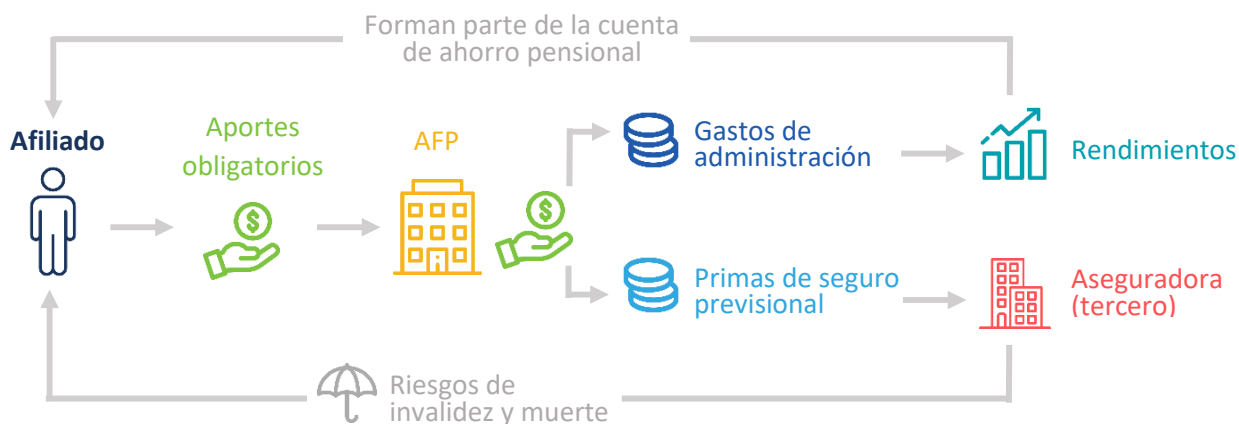 Forman parte de la cuenta
de ahorro pensional
Afiliado
Aportes
obligatorios
AFP
Gastos de
administración
Rendimientos
$
$
Primas de seguro
previsional
Aseguradora
(tercero)
Riesgos de
invalidez y muerte